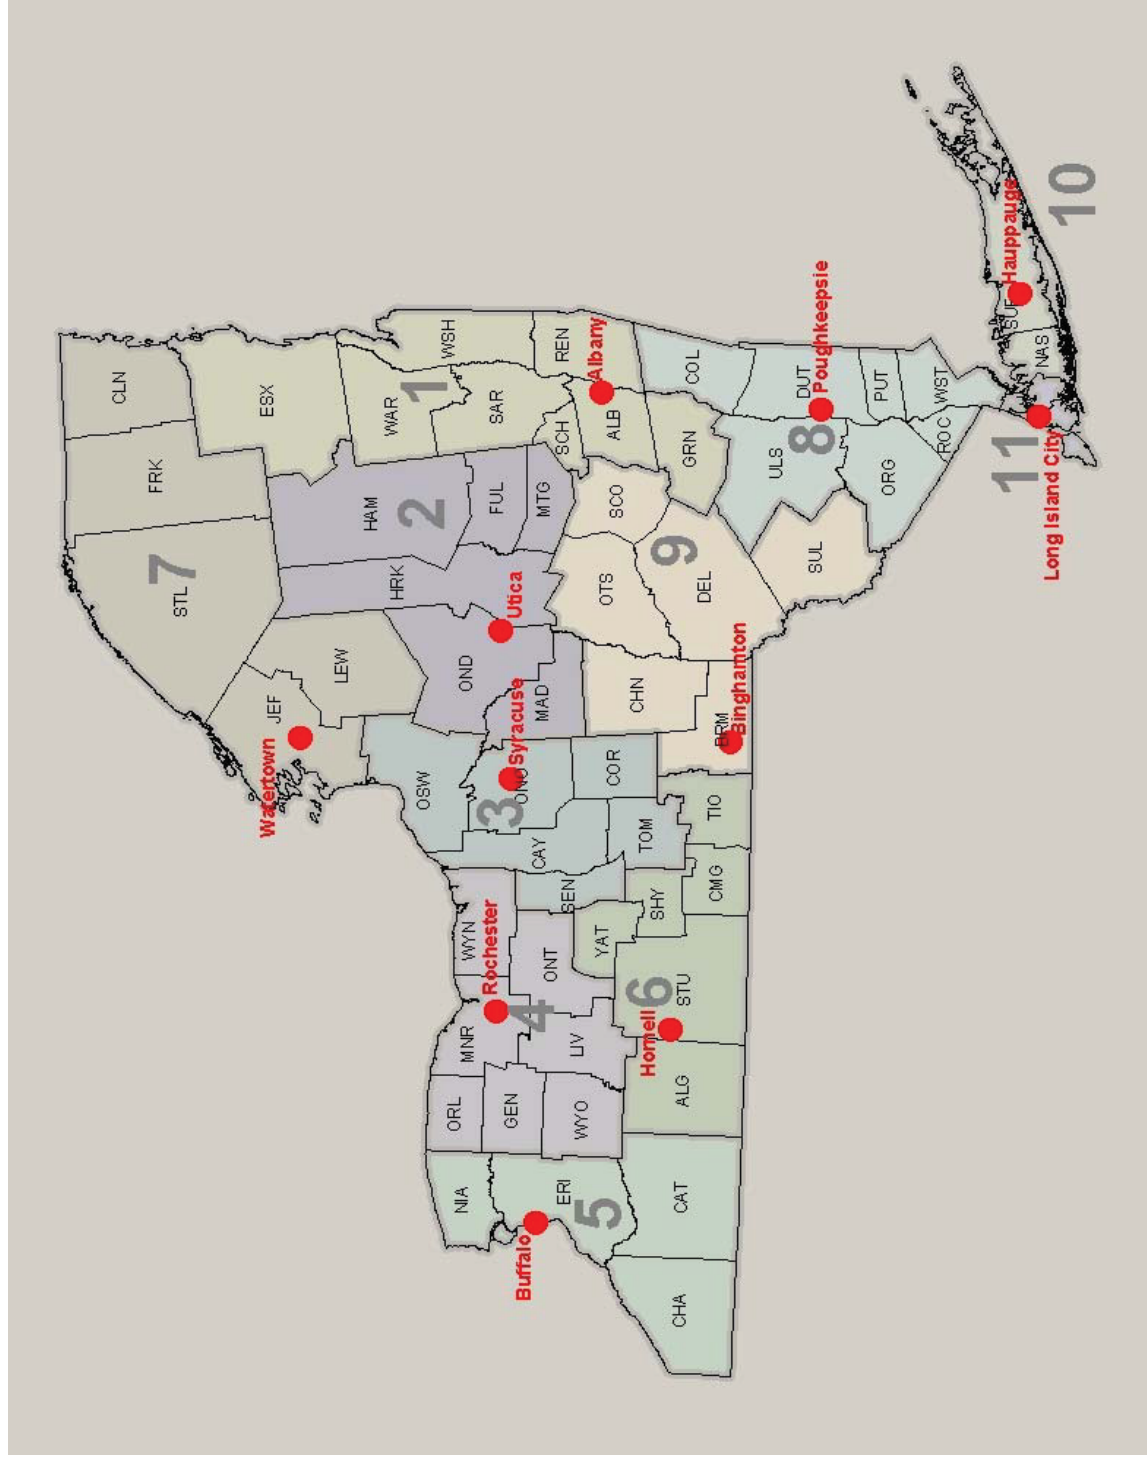 CLN
FRK
7
STL
ESX
Watertown
JEF
LEW
HAM
WAR
HRK
1
2
OSW
WSH
NIA
ORL
MNR
WYN
Rochester
OND
FUL
SAR
Utica
3
ONO
Syracuse
GEN
4
Buffalo
CAY
MAD
MTG
ERI
ONT
SEN
SCH
REN
Albany
5
WYO
LIV
YAT
COR
OTS
SCO
ALB
Hornell
6
TOM
CHN
SHY
9
CHA
CAT
ALG
STU
DEL
GRN
COL
CMG
TIO
BRM
Binghamton
ULS
8
DUT
Poughkeepsie
SUL
ORG
PUT
ROC
WST
11
Long Island City
NAS
SUF
Hauppauge
10